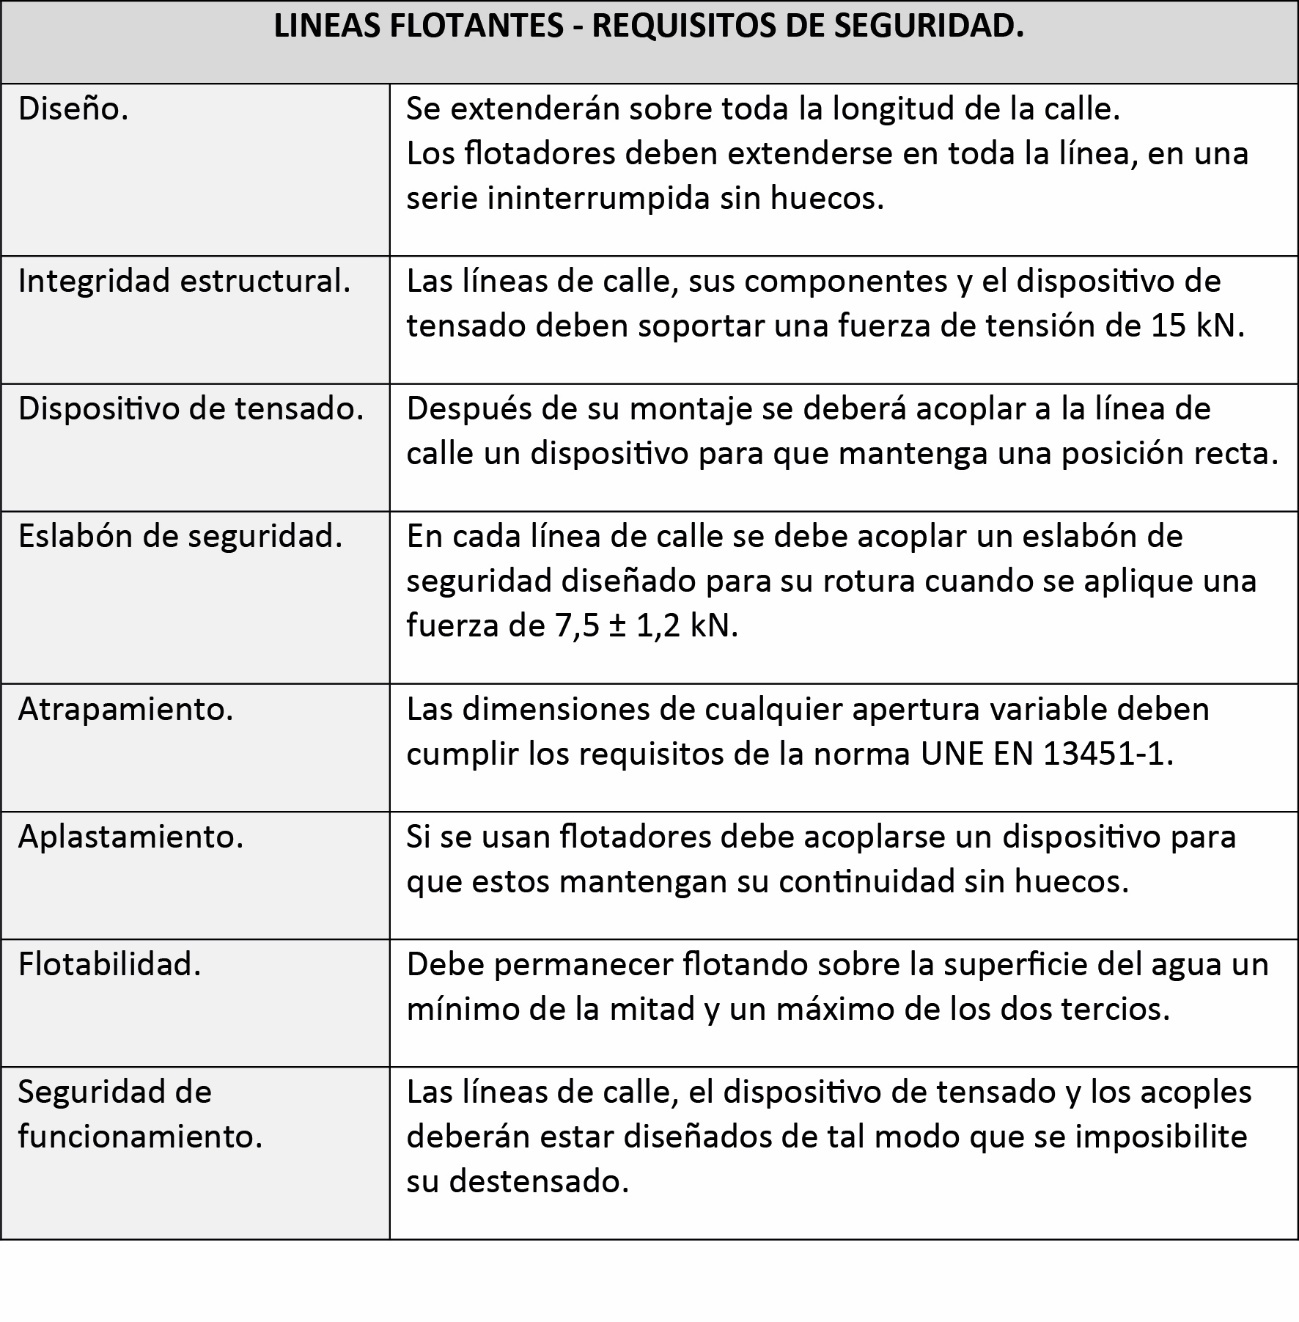 LINEAS FLOTANTES - REQUISITOS DE SEGURIDAD.
Diseño.
Se extenderán sobre toda la longitud de la calle.
Los flotadores deben extenderse en toda la línea, en una
serie ininterrumpida sin huecos.
Integridad estructural.
Las líneas de calle, sus componentes y el dispositivo de
tensado deben soportar una fuerza de tensión de 15 kN.
Dispositivo de tensado.
Después de su montaje se deberá acoplar a la línea de
calle un dispositivo para que mantenga una posición recta.
Eslabón de seguridad.
En cada línea de calle se debe acoplar un eslabón de
seguridad diseñado para su rotura cuando se aplique una
fuerza de 7,5 ± 1,2 kN.
Atrapamiento.
Las dimensiones de cualquier apertura variable deben
cumplir los requisitos de la norma UNE EN 13451-1.
Aplastamiento.
Si se usan flotadores debe acoplarse un dispositivo para
que estos mantengan su continuidad sin huecos.
Flotabilidad.
Debe permanecer flotando sobre la superficie del agua un
mínimo de la mitad y un máximo de los dos tercios.
Seguridad de
funcionamiento.
Las líneas de calle, el dispositivo de tensado y los acoples
deberán estar diseñados de tal modo que se imposibilite
su destensado.